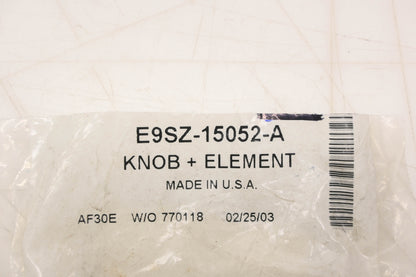 E9SZ-15052-A
KNOB + ELEMENT
MADE IN U.S.A.
AF30E W/O 770118 02/25/03